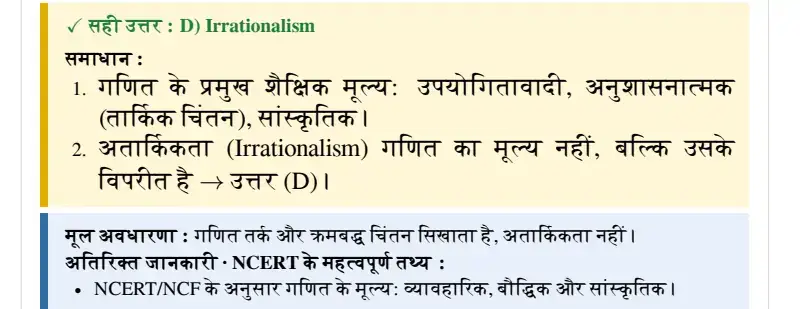 ✓ सही उत्तर : D) Irrationalism
समाधान :
1. गणित के प्रमुख शैक्षिक मूल्य: उपयोगितावादी, अनुशासनात्मक
(तार्किक चिंतन), सांस्कृतिक।
2. अतार्किकता (Irrationalism) गणित का मूल्य नहीं, बल्कि उसके
विपरीत है → उत्तर (D)।
मूल अवधारणा : गणित तर्क और क्रमबद्ध चिंतन सिखाता है, अतार्किकता नहीं।
अतिरिक्त जानकारी · NCERT के महत्वपूर्ण तथ्य :
• NCERT/NCF के अनुसार गणित के मूल्य: व्यावहारिक, बौद्धिक और सांस्कृतिक।